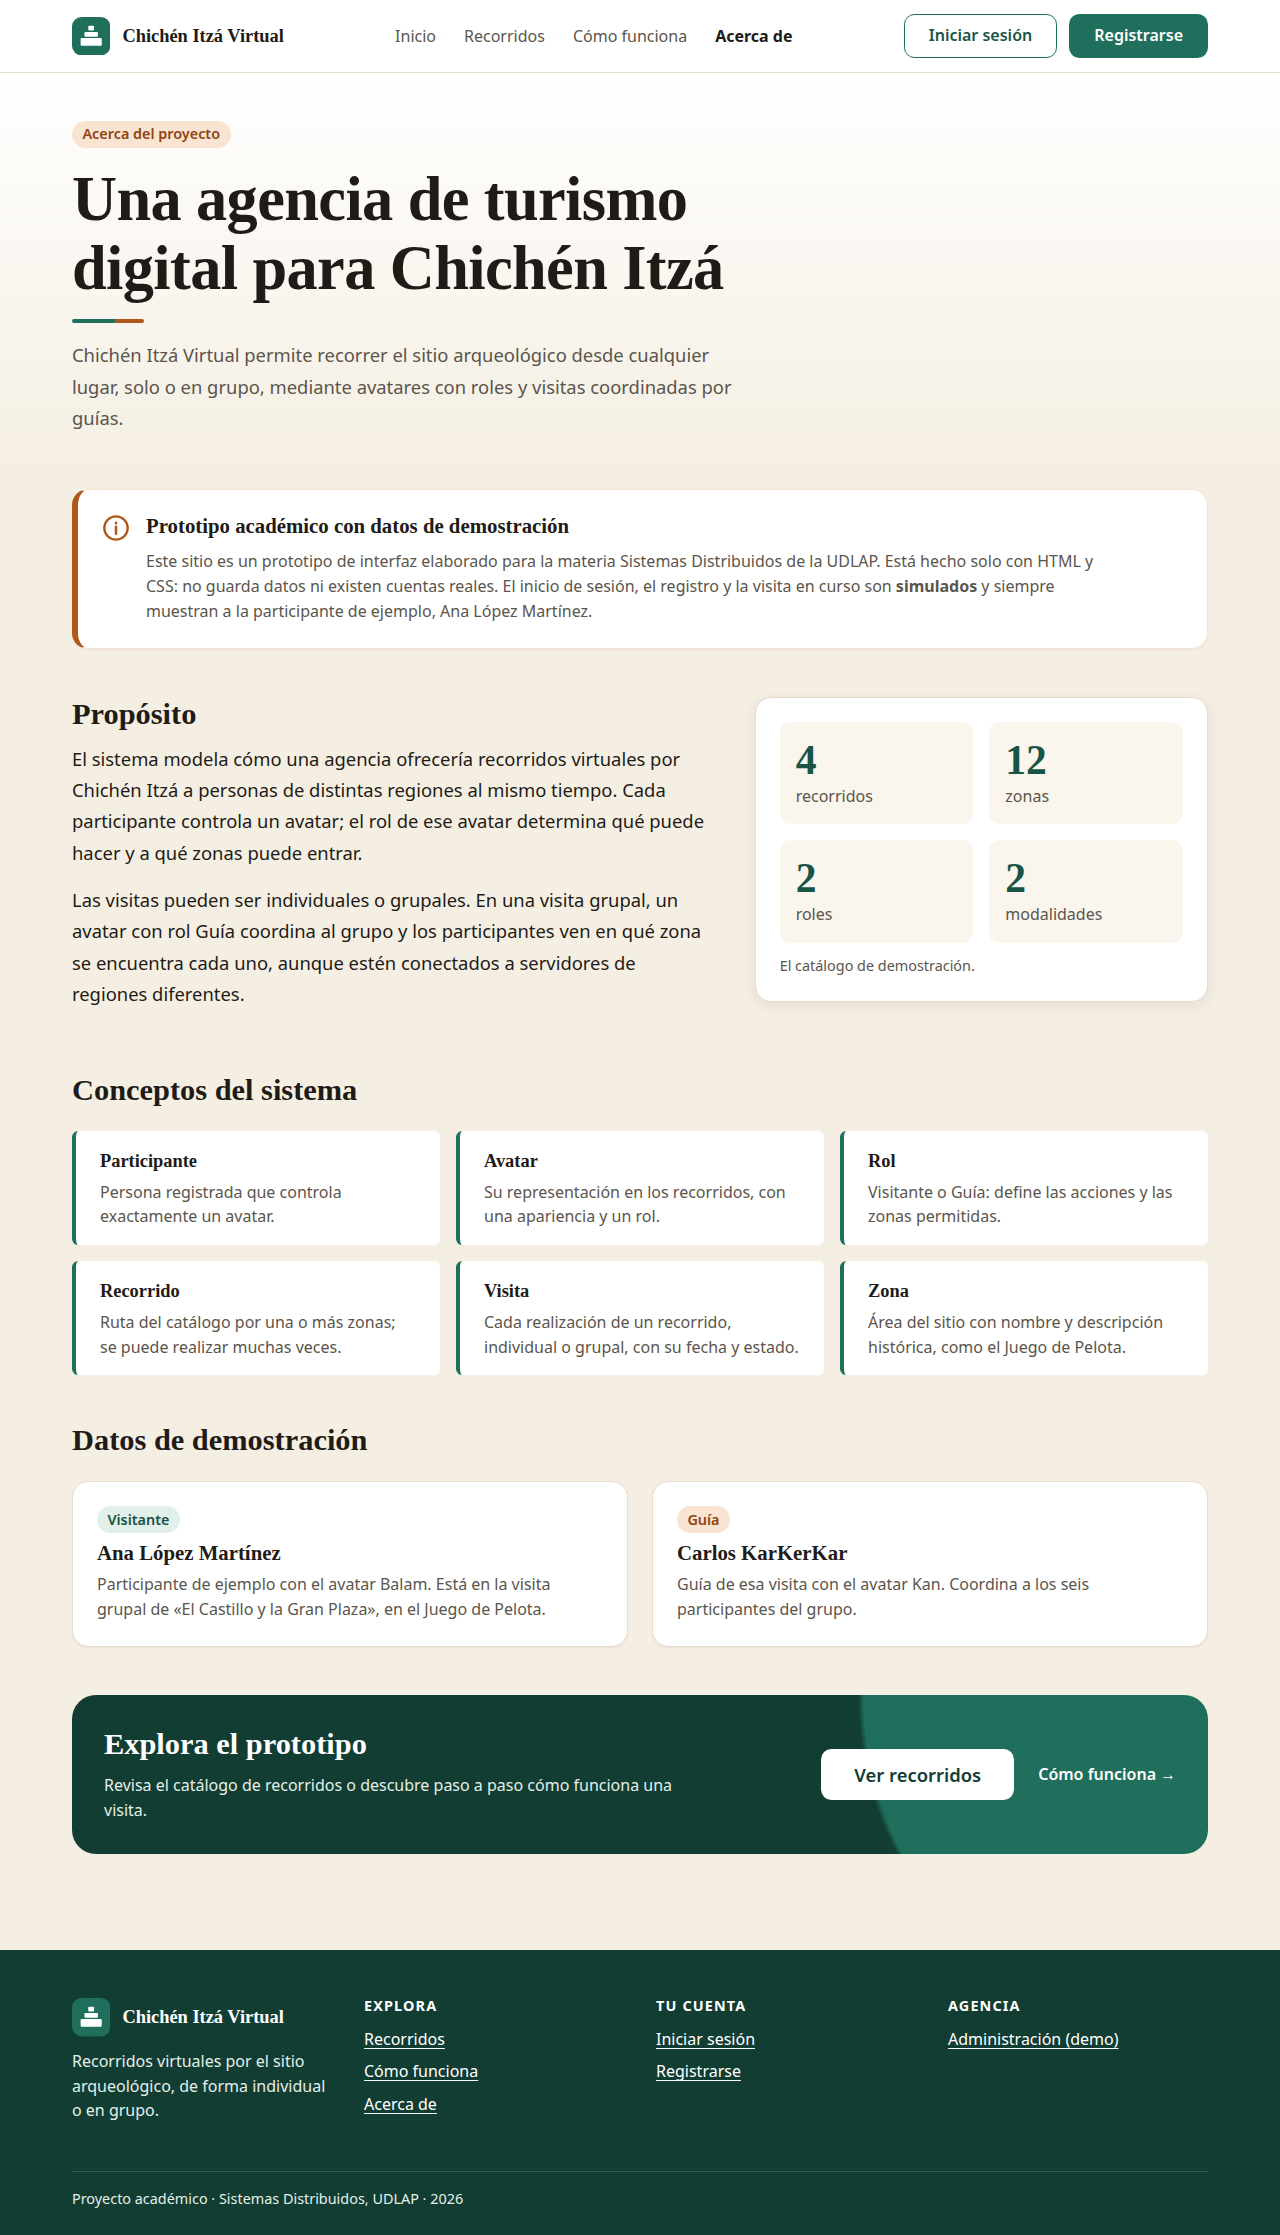 Chichén Itzá Virtual
Inicio
Recorridos
Cómo funciona
Acerca de
Iniciar sesión
Registrarse
Acerca del proyecto
Una agencia de turismo
digital para Chichén Itzá
Chichén Itzá Virtual permite recorrer el sitio arqueológico desde cualquier
lugar, solo o en grupo, mediante avatares con roles y visitas coordinadas por
guías.
Prototipo académico con datos de demostración
Este sitio es un prototipo de interfaz elaborado para la materia Sistemas Distribuidos de la UDLAP. Está hecho solo con HTML y
CSS: no guarda datos ni existen cuentas reales. El inicio de sesión, el registro y la visita en curso son simulados y siempre
muestran a la participante de ejemplo, Ana López Martínez.
Propósito
El sistema modela cómo una agencia ofrecería recorridos virtuales por
Chichén Itzá a personas de distintas regiones al mismo tiempo. Cada
participante controla un avatar; el rol de ese avatar determina qué puede
hacer y a qué zonas puede entrar.
Las visitas pueden ser individuales o grupales. En una visita grupal, un
avatar con rol Guía coordina al grupo y los participantes ven en qué zona
se encuentra cada uno, aunque estén conectados a servidores de
regiones diferentes.
4
recorridos
12
zonas
2
roles
2
modalidades
El catálogo de demostración.
Conceptos del sistema
Participante
Persona registrada que controla
exactamente un avatar.
Avatar
Su representación en los recorridos, con
una apariencia y un rol.
Rol
Visitante o Guía: define las acciones y las
zonas permitidas.
Recorrido
Ruta del catálogo por una o más zonas;
se puede realizar muchas veces.
Visita
Cada realización de un recorrido,
individual o grupal, con su fecha y estado.
Zona
Área del sitio con nombre y descripción
histórica, como el Juego de Pelota.
Datos de demostración
Visitante
Ana López Martínez
Participante de ejemplo con el avatar Balam. Está en la visita
grupal de «El Castillo y la Gran Plaza», en el Juego de Pelota.
Guía
Carlos KarKerKar
Guía de esa visita con el avatar Kan. Coordina a los seis
participantes del grupo.
Explora el prototipo
Revisa el catálogo de recorridos o descubre paso a paso cómo funciona una
visita.
Ver recorridos
Cómo funciona →
Chichén Itzá Virtual
Recorridos virtuales por el sitio
arqueológico, de forma individual
o en grupo.
EXPLORA
Recorridos
Cómo funciona
Acerca de
TU CUENTA
Iniciar sesión
Registrarse
AGENCIA
Administración (demo)
Proyecto académico · Sistemas Distribuidos, UDLAP · 2026